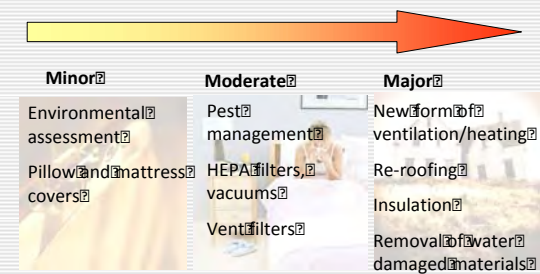 Minor
Environmental
assessment
Pillow and mattress
covers
Moderate
Pest
management
HEPA filters,
vacuums
Vent filters
Major
New form of
ventilation/heating
Re-roofing
Insulation
Removal of water
damaged materials